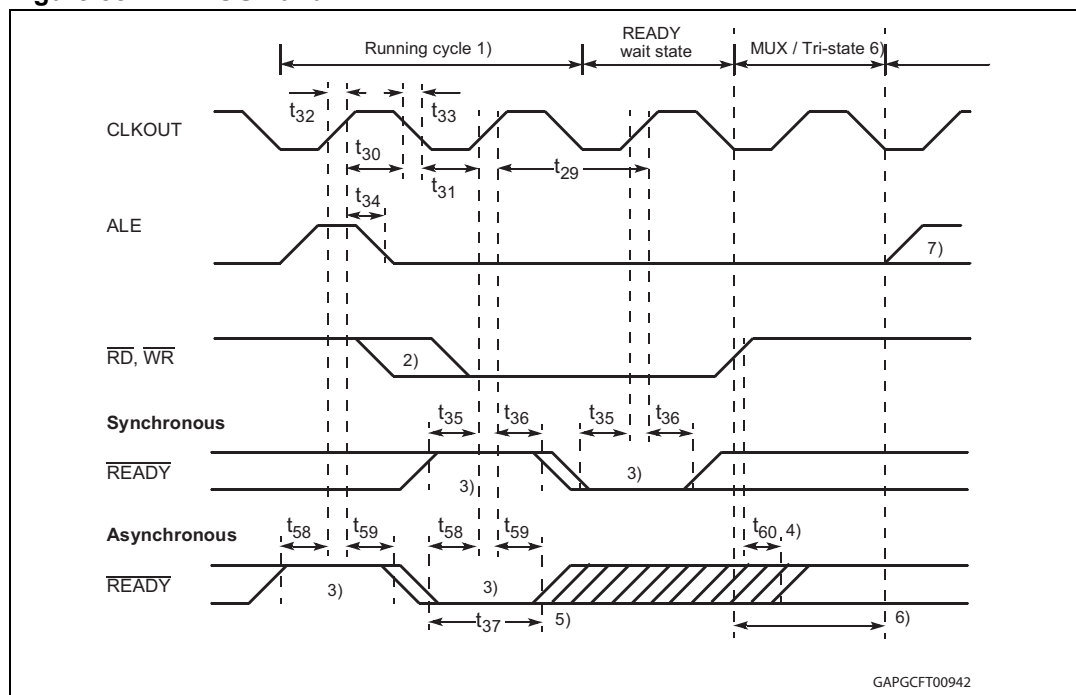 Running cycle 1)
READY
wait state
MUX / Tri-state 6)
t32
t33
CLKOUT
t30
t31
t29
t34
ALE
7)
RD, WR
2)
Synchronous
t35
t36
t35
t36
READY
3)
3)
Asynchronous
t58
t59
t58
t59
t60
4)
READY
3)
3)
t37
5)
6)
GAPGCFT00942